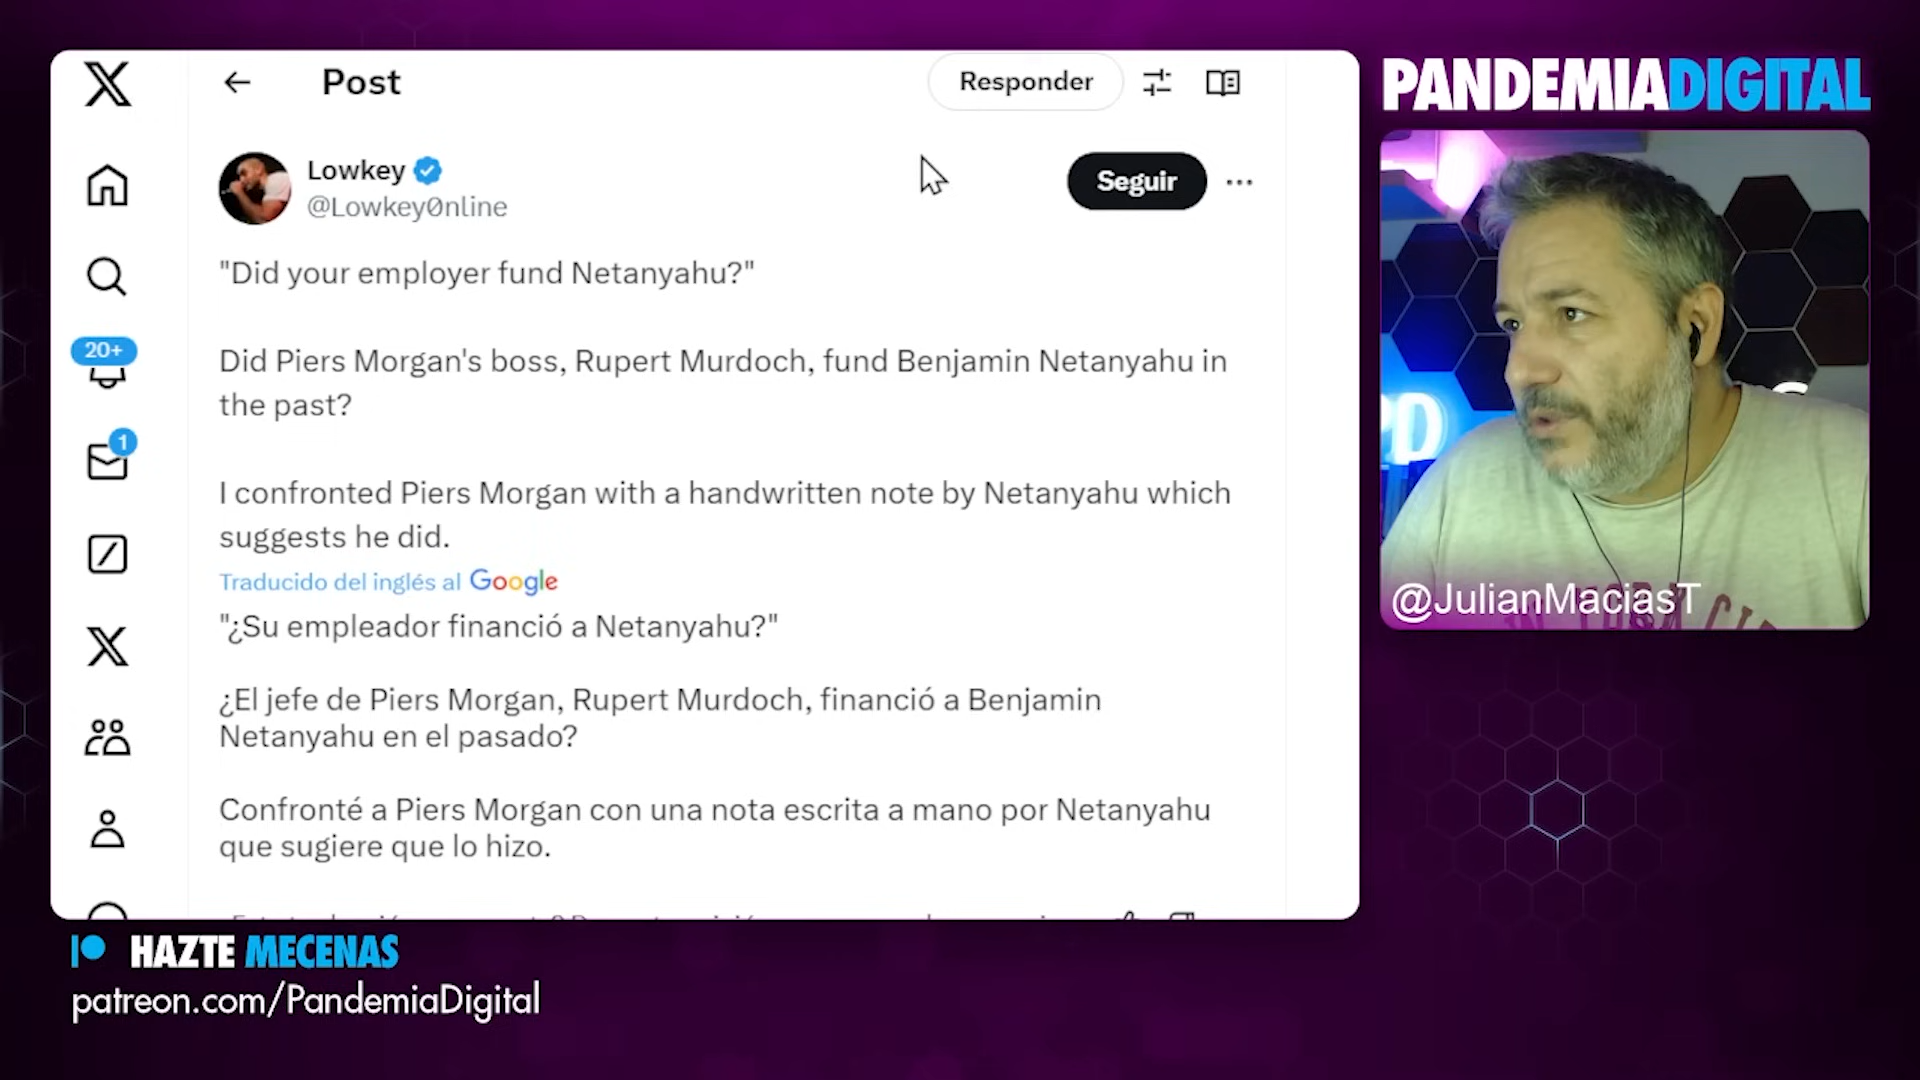 Post
Responder
PANDEMIADIGITAL
Lowkey
@Lowkey0nline
Seguir
"Did your employer fund Netanyahu?"
20+
Did Piers Morgan's boss, Rupert Murdoch, fund Benjamin Netanyahu in
the past?
1
I confronted Piers Morgan with a handwritten note by Netanyahu which
suggests he did.
Traducido del inglés al Google
PD
@JulianMaciasT
"¿Su empleador financió a Netanyahu?"
¿El jefe de Piers Morgan, Rupert Murdoch, financió a Benjamin
Netanyahu en el pasado?
Confronté a Piers Morgan con una nota escrita a mano por Netanyahu
que sugiere que lo hizo.
HAZTE MECENAS
patreon.com/PandemiaDigital